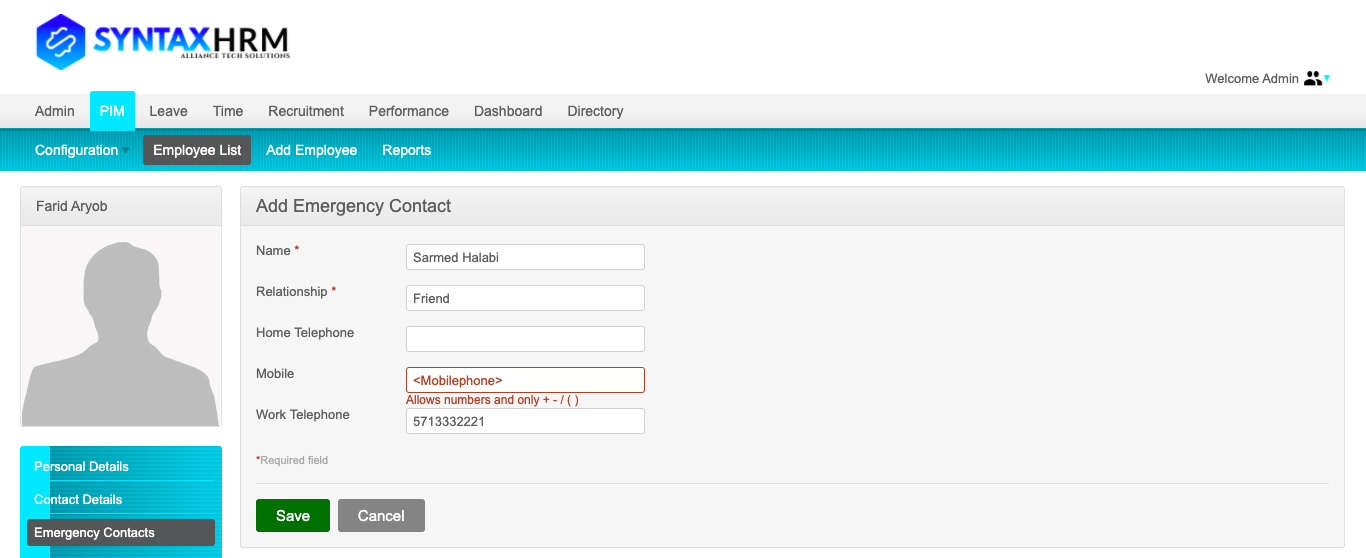 SYNTAXHRM
ALLIANCE TECH SOLUTIONS
Welcome Admin
Admin PIM Leave Time Recruitment Performance Dashboard Directory
Configuration Employee List Add Employee Reports
Farid Aryob
Add Emergency Contact
Name * Sarmed Halabi
Relationship * Friend
Home Telephone
Mobile <Mobilephone>
Allows numbers and only + - / ( )
Work Telephone 5713332221
*Required field
Save Cancel
Personal Details
Contact Details
Emergency Contacts